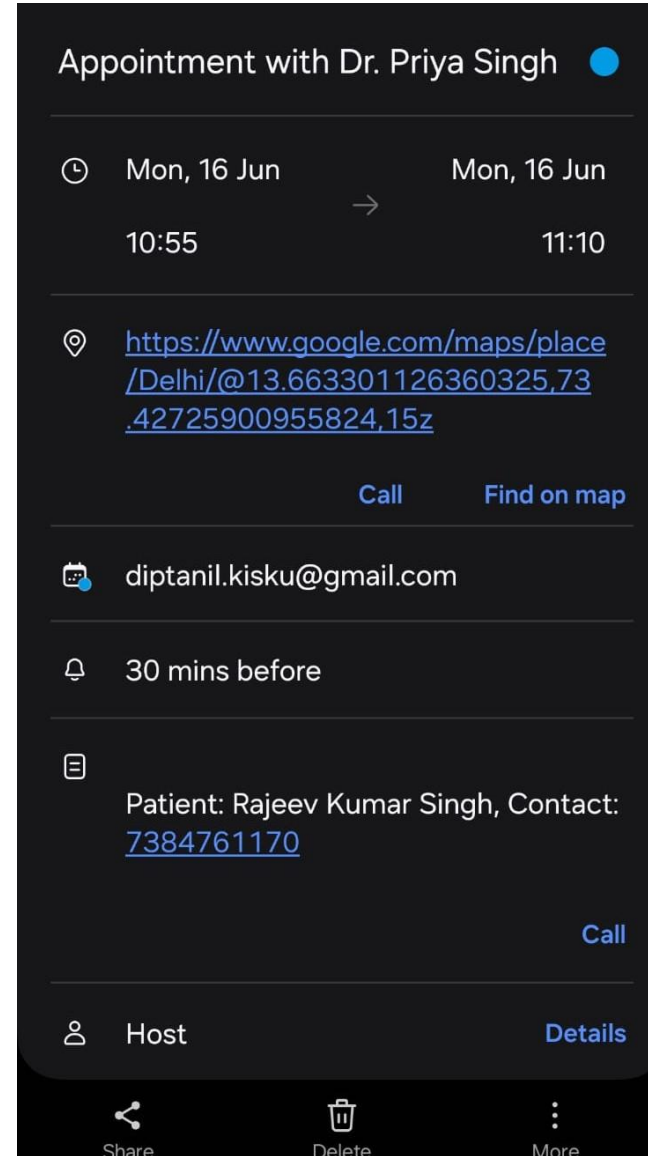 Appointment with Dr. Priya Singh
Mon, 16 Jun → Mon, 16 Jun
10:55 11:10
https://www.google.com/maps/place
/Delhi/@13.663301126360325,73
.42725900955824,15z
Call Find on map
diptanil.kisku@gmail.com
30 mins before
Patient: Rajeev Kumar Singh, Contact:
7384761170
Call
Host Details
Share Delete More